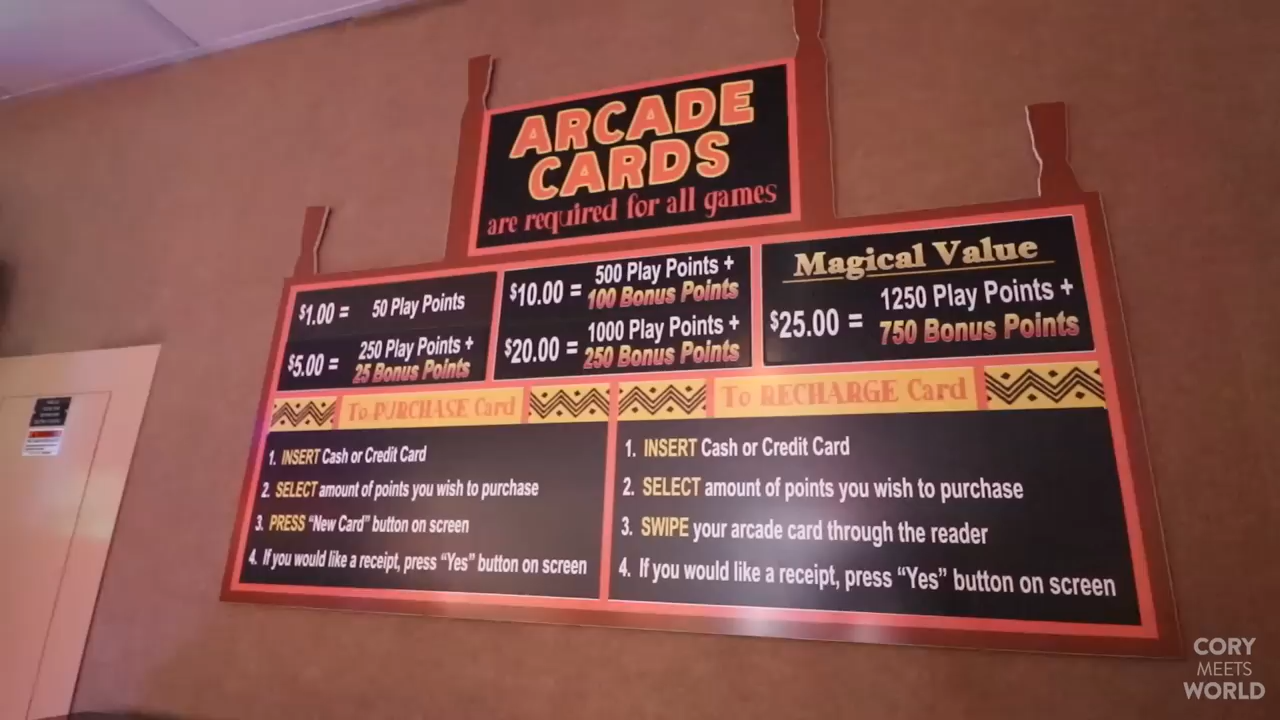 ARCADE
CARDS
are required for all games
$1.00 = 50 Play Points
$5.00 = 250 Play Points +
25 Bonus Points
$10.00 = 500 Play Points +
100 Bonus Points
$20.00 = 1000 Play Points +
250 Bonus Points
Magical Value
$25.00 = 1250 Play Points +
750 Bonus Points
To PURCHASE Card
1. INSERT Cash or Credit Card
2. SELECT amount of points you wish to purchase
3. PRESS “New Card” button on screen
4. If you would like a receipt, press “Yes” button on screen
To RECHARGE Card
1. INSERT Cash or Credit Card
2. SELECT amount of points you wish to purchase
3. SWIPE your arcade card through the reader
4. If you would like a receipt, press “Yes” button on screen
CORY
MEETS
WORLD